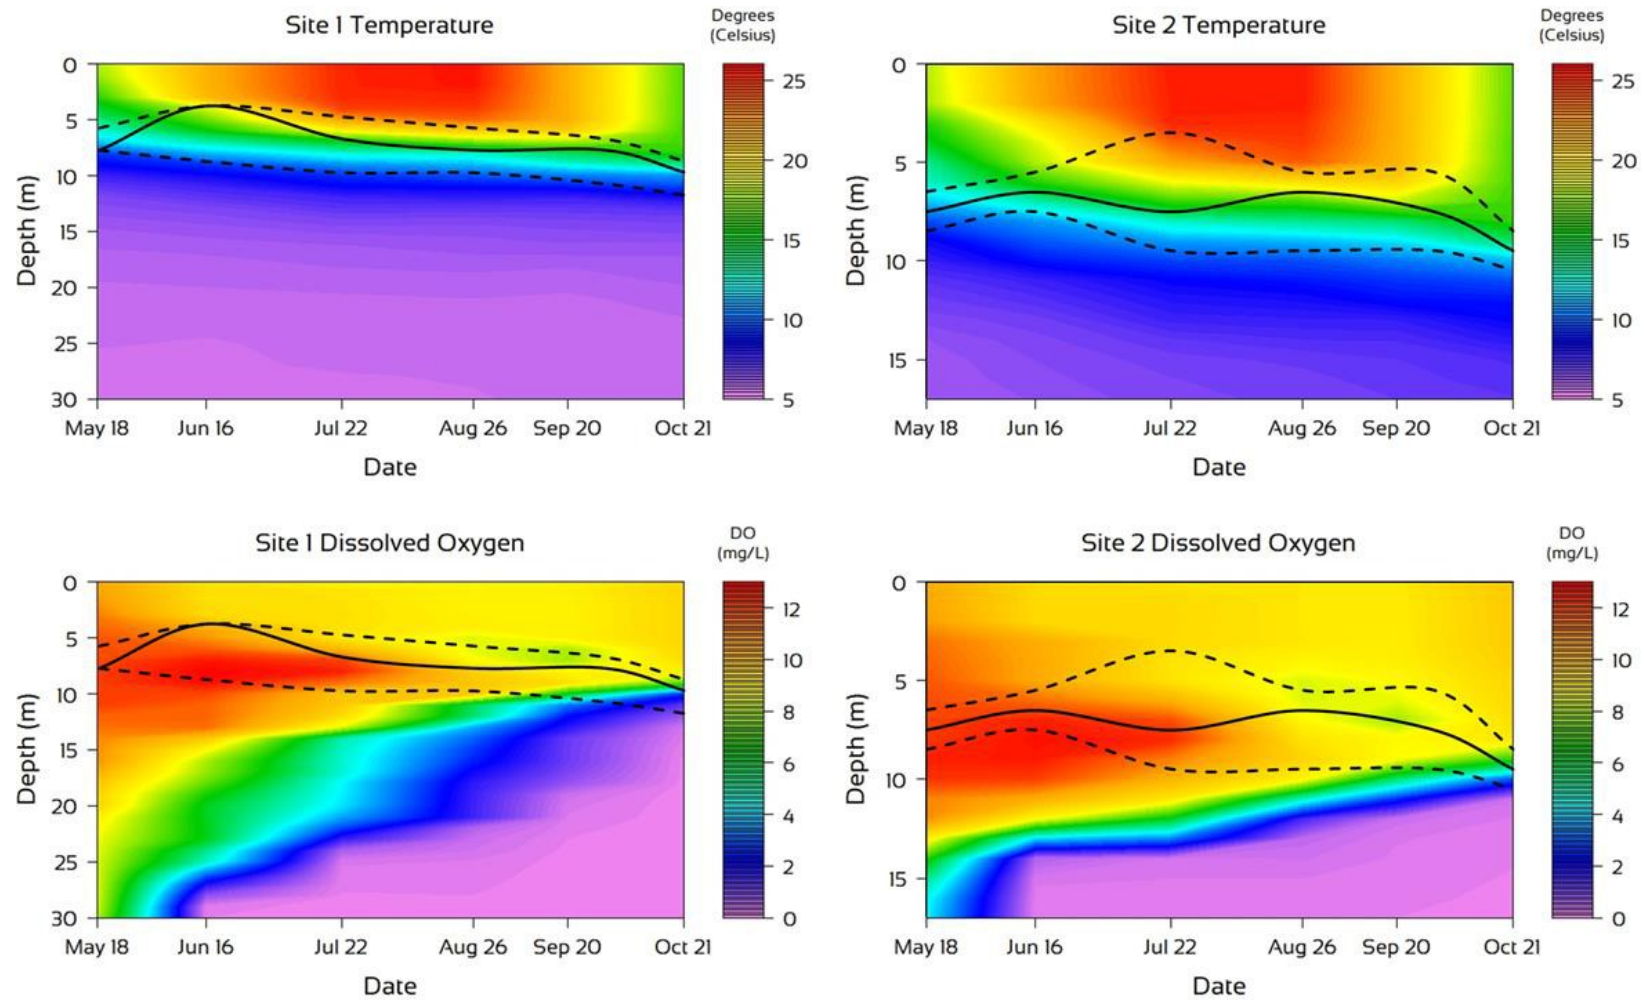 Site 1 Temperature
Degrees
(Celsius)
0
5
10
15
20
25
30
Depth (m)
25
20
15
10
5
May 18 Jun 16 Jul 22 Aug 26 Sep 20 Oct 21
Date
Site 2 Temperature
Degrees
(Celsius)
0
5
10
15
Depth (m)
25
20
15
10
5
May 18 Jun 16 Jul 22 Aug 26 Sep 20 Oct 21
Date
Site 1 Dissolved Oxygen
DO
(mg/L)
0
5
10
15
20
25
30
Depth (m)
12
10
8
6
4
2
0
May 18 Jun 16 Jul 22 Aug 26 Sep 20 Oct 21
Date
Site 2 Dissolved Oxygen
DO
(mg/L)
0
5
10
15
Depth (m)
12
10
8
6
4
2
0
May 18 Jun 16 Jul 22 Aug 26 Sep 20 Oct 21
Date